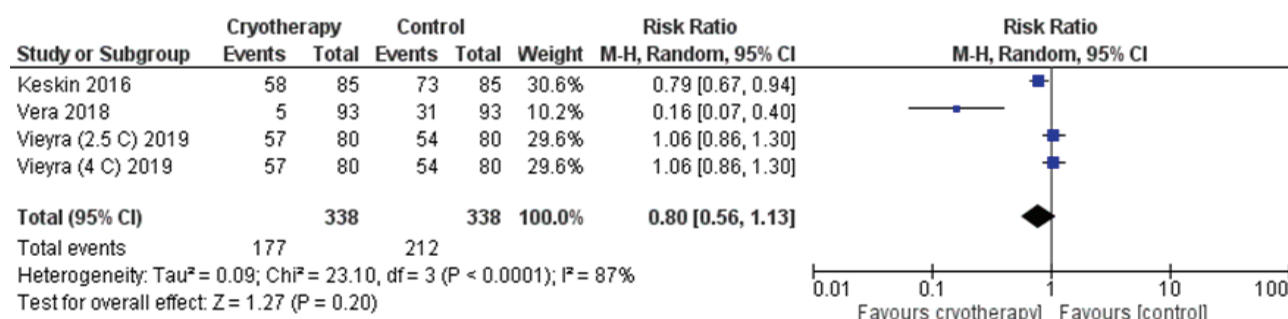 Cryotherapy Control Risk Ratio Risk Ratio
Study or Subgroup Events Total Events Total Weight M-H, Random, 95% CI M-H, Random, 95% CI
Keskin 2016 58 85 73 85 30.6% 0.79 [0.67, 0.94]
Vera 2018 5 93 31 93 10.2% 0.16 [0.07, 0.40]
Vieyra (2.5 C) 2019 57 80 54 80 29.6% 1.06 [0.86, 1.30]
Vieyra (4 C) 2019 57 80 54 80 29.6% 1.06 [0.86, 1.30]
Total (95% CI) 338 338 100.0% 0.80 [0.56, 1.13]
Total events 177 212
Heterogeneity: Tau² = 0.09; Chi² = 23.10, df = 3 (P < 0.0001); I² = 87%
Test for overall effect: Z = 1.27 (P = 0.20)
0.01 0.1 1 10 100
Favours cryotherapy] Favours [control]